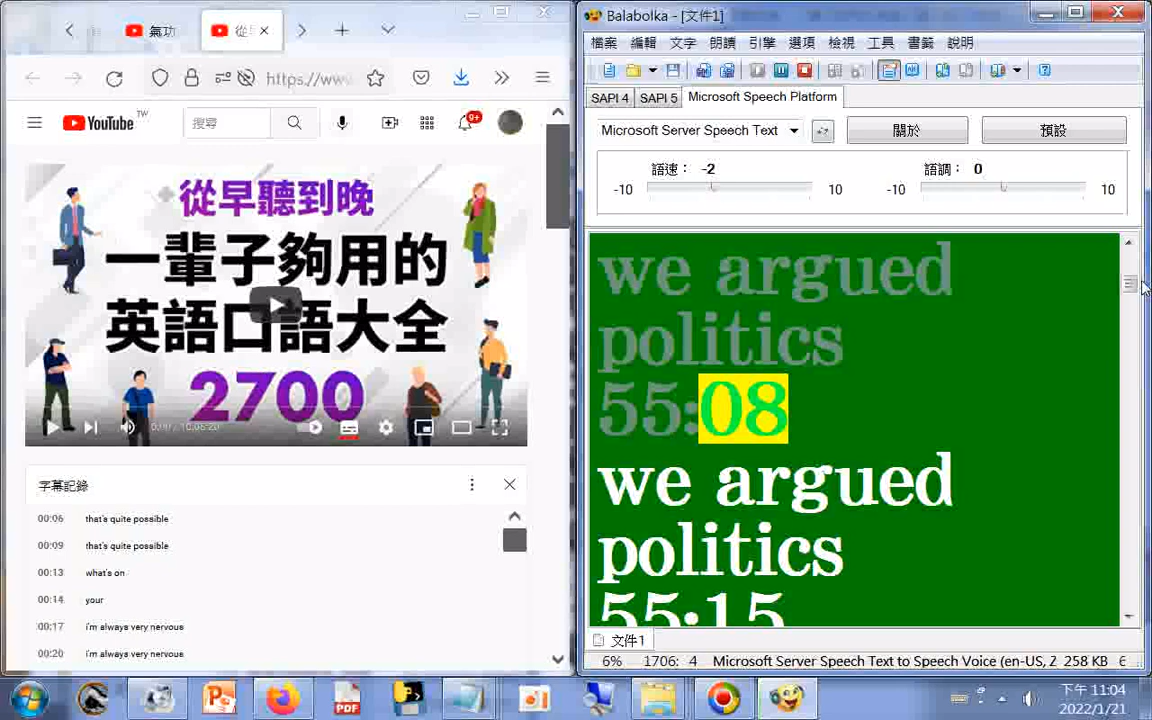 氣功
從
https://www
TW
YouTube
搜尋
9+
從早聽到晚
一輩子夠用的
英語口語大全
2700
字幕記錄
00:06 that's quite possible
00:09 that's quite possible
00:13 what's on
00:14 your
00:17 i'm always very nervous
00:20 i'm always very nervous
Balabolka - [文件1]
檔案 編輯 文字 朗讀 引擎 選項 檢視 工具 書籤 說明
SAPI 4 SAPI 5 Microsoft Speech Platform
Microsoft Server Speech Text
關於
預設
語速: -2
語調: 0
-10 10
-10 10
we argued
politics
55:08
we argued
politics
55:15
文件1
6% 1706: 4 Microsoft Server Speech Text to Speech Voice (en-US, 2 258 KB 6
PDF
下午 11:04
2022/1/21